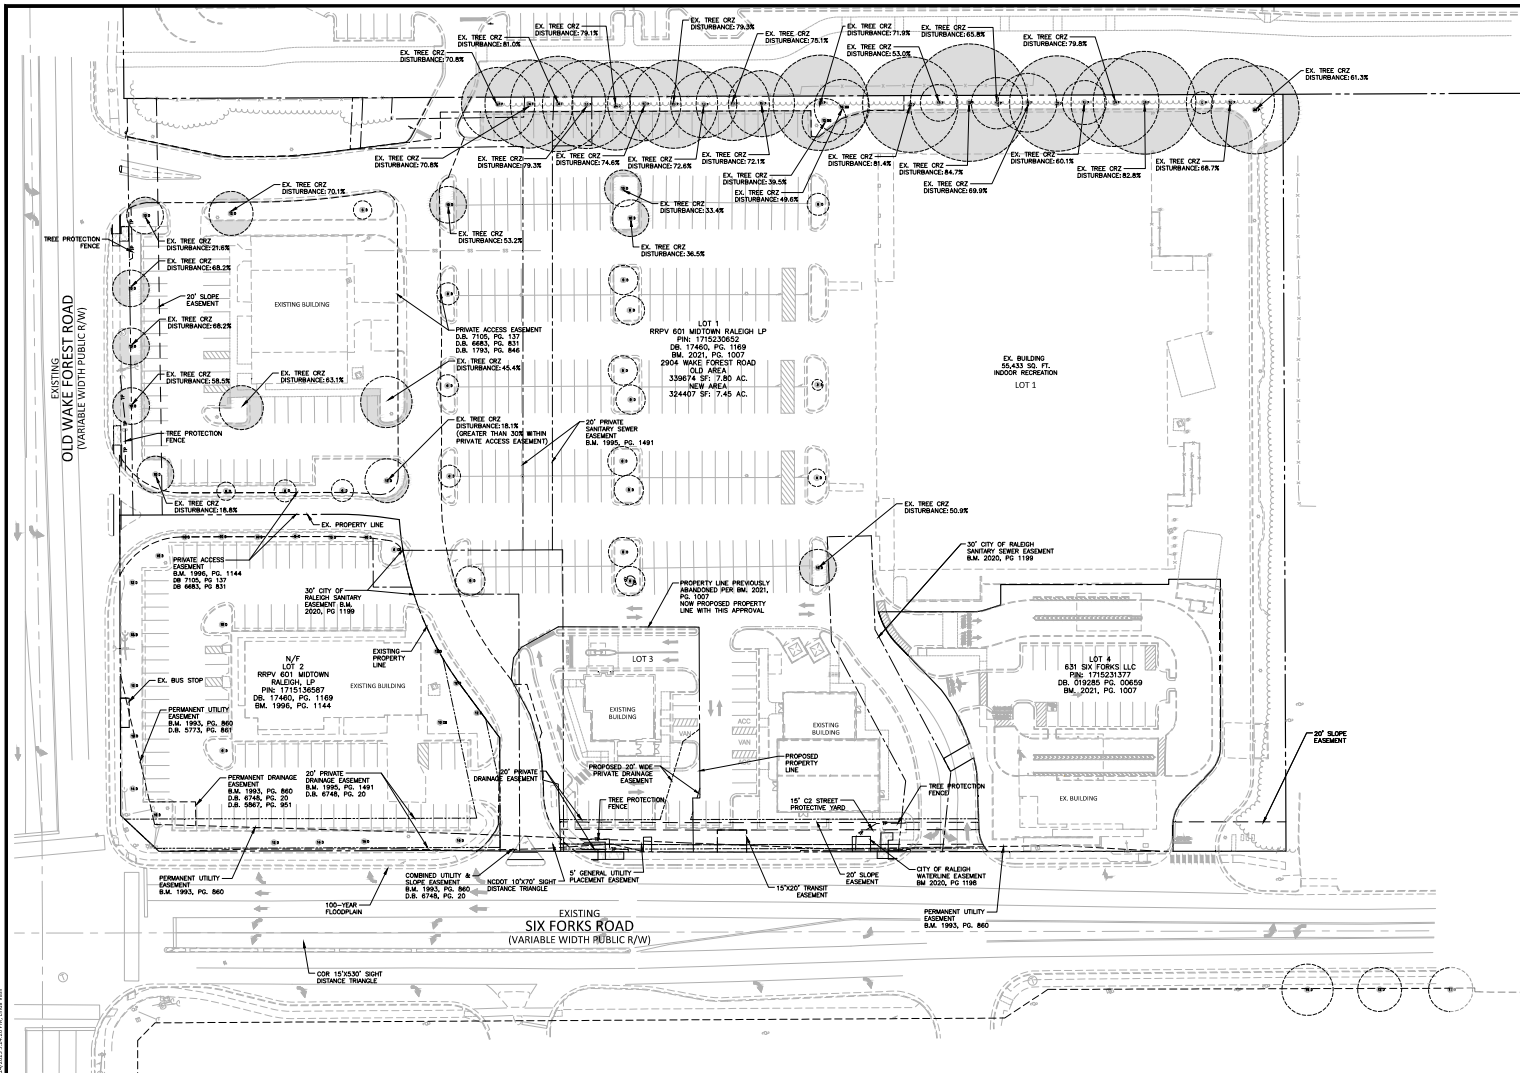 EX. TREE CRZ
DISTURBANCE: 70.8%
EX. TREE CRZ
DISTURBANCE: 81.0%
EX. TREE CRZ
DISTURBANCE: 79.1%
EX. TREE CRZ
DISTURBANCE: 79.3%
EX. TREE CRZ
DISTURBANCE: 75.1%
EX. TREE CRZ
DISTURBANCE: 71.9%
EX. TREE CRZ
DISTURBANCE: 53.0%
EX. TREE CRZ
DISTURBANCE: 65.8%
EX. TREE CRZ
DISTURBANCE: 79.8%
EX. TREE CRZ
DISTURBANCE: 61.3%
EX. TREE CRZ
DISTURBANCE: 70.8%
EX. TREE CRZ
DISTURBANCE: 79.3%
EX. TREE CRZ
DISTURBANCE: 74.6%
EX. TREE CRZ
DISTURBANCE: 72.6%
EX. TREE CRZ
DISTURBANCE: 72.1%
EX. TREE CRZ
DISTURBANCE: 39.5%
EX. TREE CRZ
DISTURBANCE: 49.6%
EX. TREE CRZ
DISTURBANCE: 81.4%
EX. TREE CRZ
DISTURBANCE: 84.7%
EX. TREE CRZ
DISTURBANCE: 69.9%
EX. TREE CRZ
DISTURBANCE: 60.1%
EX. TREE CRZ
DISTURBANCE: 82.8%
EX. TREE CRZ
DISTURBANCE: 68.7%
EX. TREE CRZ
DISTURBANCE: 70.1%
EX. TREE CRZ
DISTURBANCE: 33.4%
EX. TREE CRZ
DISTURBANCE: 53.2%
EX. TREE CRZ
DISTURBANCE: 36.5%
TREE PROTECTION
FENCE
EX. TREE CRZ
DISTURBANCE: 21.6%
EX. TREE CRZ
DISTURBANCE: 68.2%
20' SLOPE
EASEMENT
EX. TREE CRZ
DISTURBANCE: 68.2%
EXISTING BUILDING
PRIVATE ACCESS EASEMENT
D.B. 7105, PG. 137
D.B. 6683, PG. 831
D.B. 1793, PG. 846
LOT 1
RRPV 601 MIDTOWN RALEIGH LP
PIN: 1715230652
DB. 17460, PG. 1169
BM. 2021, PG. 1007
2904 WAKE FOREST ROAD
OLD AREA
339674 SF: 7.80 AC.
NEW AREA
324407 SF: 7.45 AC.
EX. BUILDING
55,433 SQ. FT.
INDOOR RECREATION
LOT 1
EXISTING
OLD WAKE FOREST ROAD
(VARIABLE WIDTH PUBLIC R/W)
EX. TREE CRZ
DISTURBANCE: 58.5%
EX. TREE CRZ
DISTURBANCE: 63.1%
EX. TREE CRZ
DISTURBANCE: 45.4%
TREE PROTECTION
FENCE
EX. TREE CRZ
DISTURBANCE: 18.1%
(GREATER THAN 30% WITHIN
PRIVATE ACCESS EASEMENT)
20' PRIVATE
SANITARY SEWER
EASEMENT
B.M. 1995, PG. 1491
EX. TREE CRZ
DISTURBANCE: 18.8%
EX. TREE CRZ
DISTURBANCE: 50.9%
EX. PROPERTY LINE
PRIVATE ACCESS
EASEMENT
B.M. 1996, PG. 1144
DB 7105, PG 137
DB 6683, PG 831
30' CITY OF
RALEIGH SANITARY
EASEMENT B.M.
2020, PG 1199
PROPERTY LINE PREVIOUSLY
ABANDONED PER BM. 2021,
PG. 1007
NOW PROPOSED PROPERTY
LINE WITH THIS APPROVAL
30' CITY OF RALEIGH
SANITARY SEWER EASEMENT
B.M. 2020, PG 1199
EXISTING
PROPERTY
LINE
N/F
LOT 2
RRPV 601 MIDTOWN
RALEIGH, LP
PIN: 1715136587
DB. 17460, PG. 1169
BM. 1996, PG. 1144
EXISTING BUILDING
EX. BUS STOP
PERMANENT UTILITY
EASEMENT
B.M. 1993, PG. 860
D.B. 5773, PG. 861
LOT 3
EXISTING
BUILDING
VAN
ACC
VAN
EXISTING
BUILDING
LOT 4
631 SIX FORKS LLC
PIN: 1715231377
DB. 019285 PG. 00659
BM. 2021, PG. 1007
EX. BUILDING
20' SLOPE
EASEMENT
PERMANENT DRAINAGE
EASEMENT
B.M. 1993, PG. 860
D.B. 6748, PG. 20
D.B. 5867, PG. 951
20' PRIVATE
DRAINAGE EASEMENT
B.M. 1995, PG. 1491
D.B. 6748, PG. 20
20' PRIVATE
DRAINAGE EASEMENT
PROPOSED 20' WIDE
PRIVATE DRAINAGE
EASEMENT
PROPOSED
PROPERTY
LINE
TREE PROTECTION
FENCE
15' C2 STREET
PROTECTIVE YARD
TREE PROTECTION
FENCE
PERMANENT UTILITY
EASEMENT
B.M. 1993, PG. 860
100-YEAR
FLOODPLAIN
COMBINED UTILITY &
SLOPE EASEMENT
B.M. 1993, PG. 860
D.B. 6748, PG. 20
NCDOT 10'X70' SIGHT
DISTANCE TRIANGLE
5' GENERAL UTILITY
PLACEMENT EASEMENT
15'X20' TRANSIT
EASEMENT
20' SLOPE
EASEMENT
CITY OF RALEIGH
WATERLINE EASEMENT
BM 2020, PG 1198
PERMANENT UTILITY
EASEMENT
B.M. 1993, PG. 860
EXISTING
SIX FORKS ROAD
(VARIABLE WIDTH PUBLIC R/W)
COR 15'X530' SIGHT
DISTANCE TRIANGLE